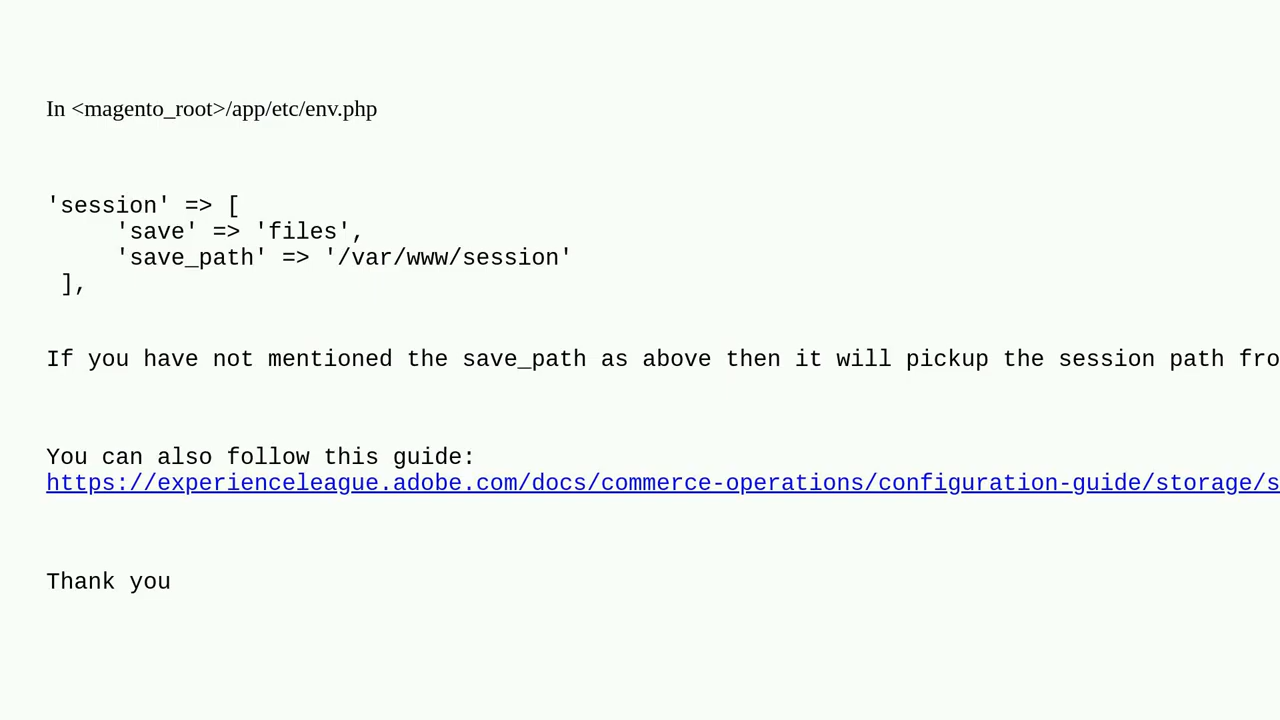 In <magento_root>/app/etc/env.php
'session' => [
     'save' => 'files',
     'save_path' => '/var/www/session'
 ],
If you have not mentioned the save_path as above then it will pickup the session path
You can also follow this guide:
https://experienceleague.adobe.com/docs/commerce-operations/configuration-guide/storage/s
Thank you